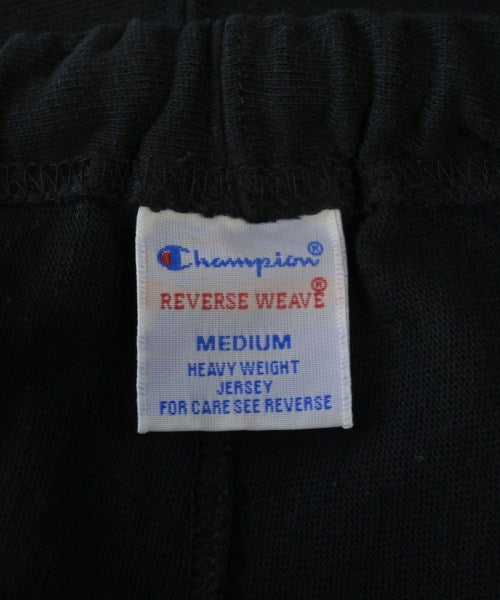 Champion®
REVERSE WEAVE®
MEDIUM
HEAVY WEIGHT
JERSEY
FOR CARE SEE REVERSE